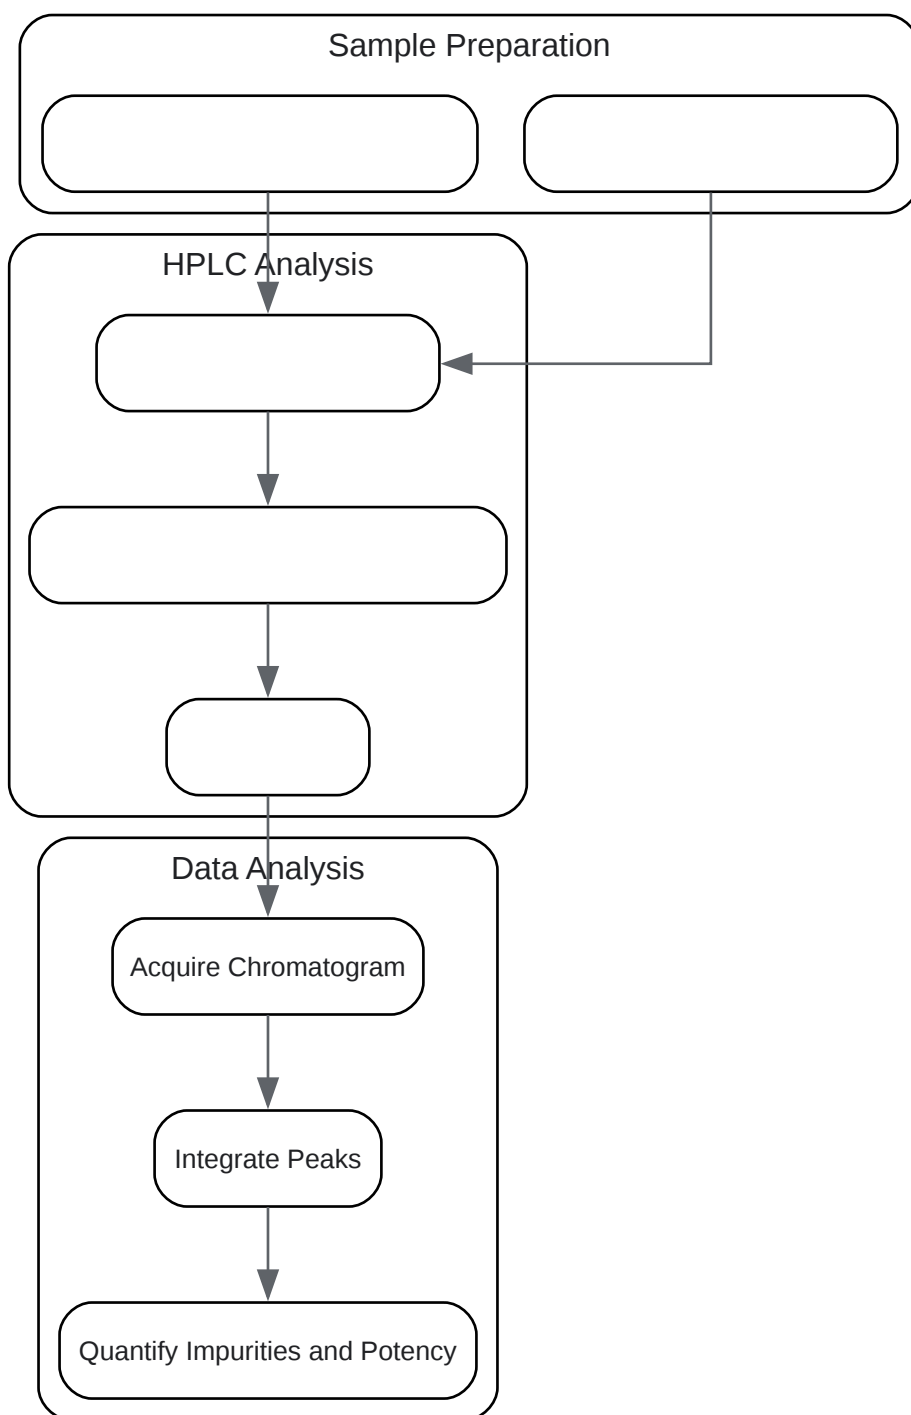 Sample Preparation
HPLC Analysis
Data Analysis
Acquire Chromatogram
Integrate Peaks
Quantify Impurities and Potency